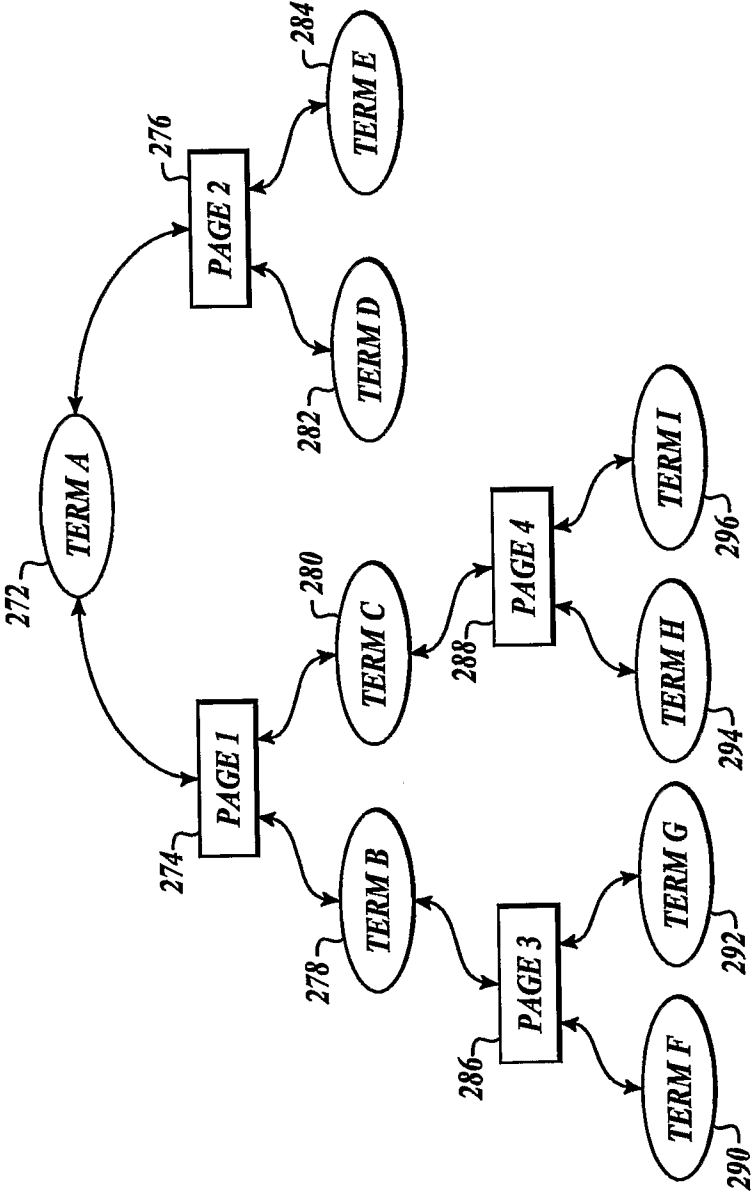 272
TERM A
274
PAGE 1
276
PAGE 2
278
TERM B
280
TERM C
282
TERM D
284
TERM E
286
PAGE 3
288
PAGE 4
290
TERM F
292
TERM G
294
TERM H
296
TERM I